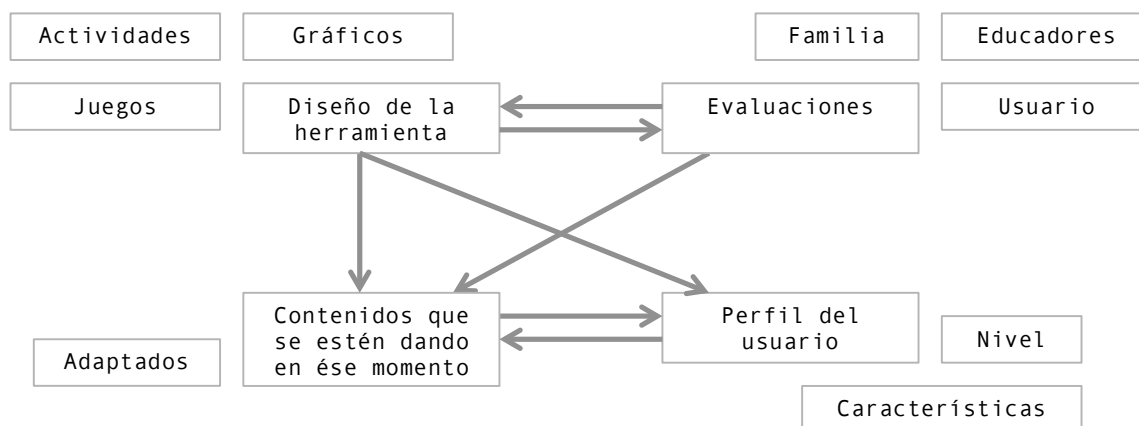 Actividades
Gráficos
Familia
Educadores
Juegos
Diseño de la
herramienta
Evaluaciones
Usuario
Contenidos que
se estén dando
en ése momento
Perfil del
usuario
Nivel
Adaptados
Características